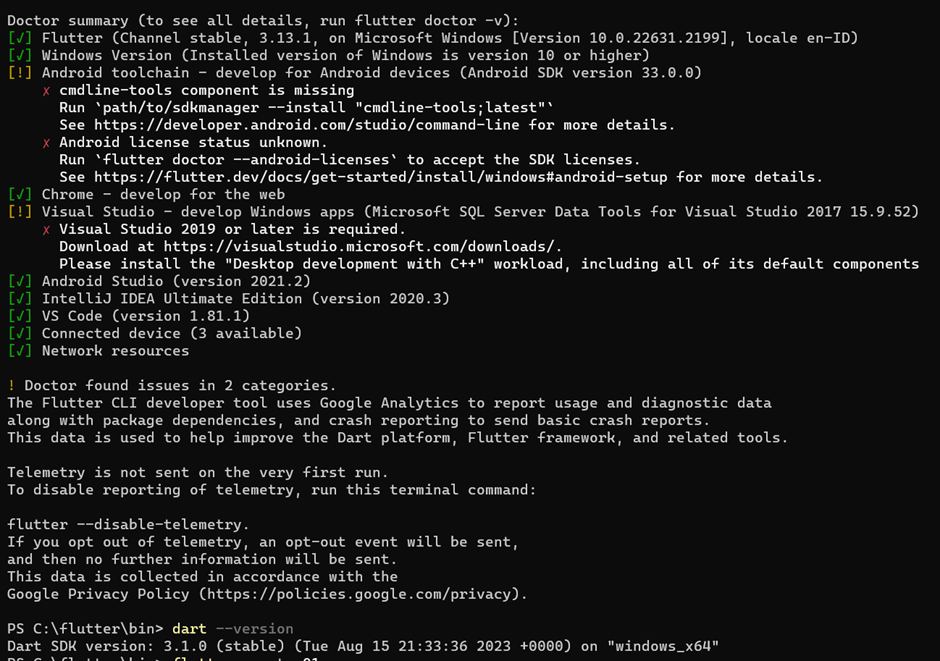 Doctor summary (to see all details, run flutter doctor -v):
[√] Flutter (Channel stable, 3.13.1, on Microsoft Windows [Version 10.0.22631.2199], locale en-ID)
[√] Windows Version (Installed version of Windows is version 10 or higher)
[!] Android toolchain - develop for Android devices (Android SDK version 33.0.0)
    X cmdline-tools component is missing
      Run `path/to/sdkmanager --install "cmdline-tools;latest"`
      See https://developer.android.com/studio/command-line for more details.
    X Android license status unknown.
      Run `flutter doctor --android-licenses` to accept the SDK licenses.
      See https://flutter.dev/docs/get-started/install/windows#android-setup for more details.
[√] Chrome - develop for the web
[!] Visual Studio - develop Windows apps (Microsoft SQL Server Data Tools for Visual Studio 2017 15.9.52)
    X Visual Studio 2019 or later is required.
      Download at https://visualstudio.microsoft.com/downloads/.
      Please install the "Desktop development with C++" workload, including all of its default components
[√] Android Studio (version 2021.2)
[√] IntelliJ IDEA Ultimate Edition (version 2020.3)
[√] VS Code (version 1.81.1)
[√] Connected device (3 available)
[√] Network resources
! Doctor found issues in 2 categories.
The Flutter CLI developer tool uses Google Analytics to report usage and diagnostic data
along with package dependencies, and crash reporting to send basic crash reports.
This data is used to help improve the Dart platform, Flutter framework, and related tools.
Telemetry is not sent on the very first run.
To disable reporting of telemetry, run this terminal command:
flutter --disable-telemetry.
If you opt out of telemetry, an opt-out event will be sent,
and then no further information will be sent.
This data is collected in accordance with the
Google Privacy Policy (https://policies.google.com/privacy).
PS C:\flutter\bin> dart --version
Dart SDK version: 3.1.0 (stable) (Tue Aug 15 21:33:36 2023 +0000) on "windows_x64"
PS C:\flutter\bin>